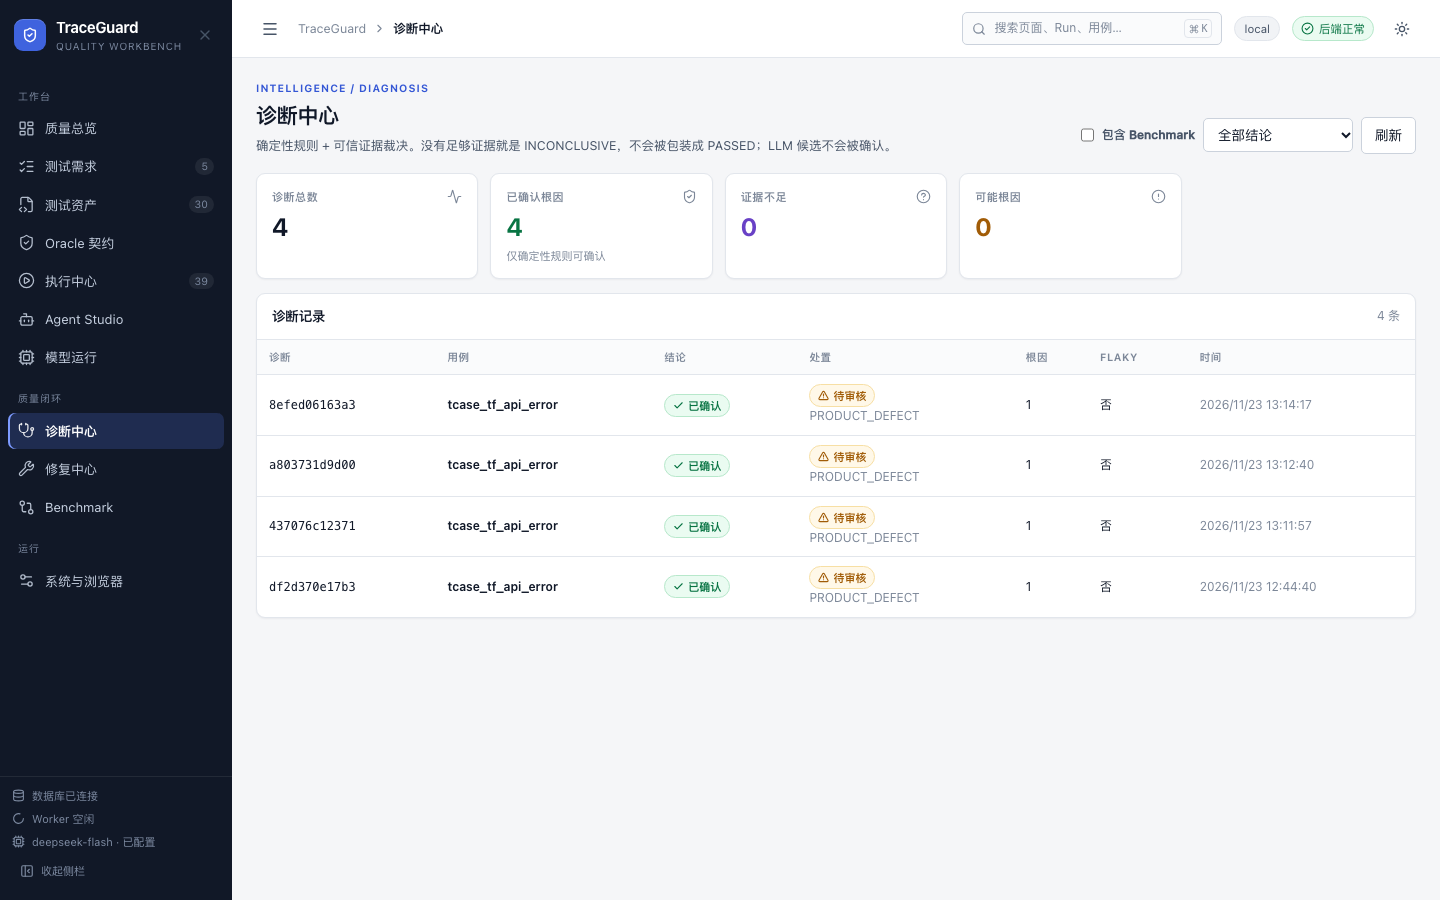 TraceGuard
QUALITY WORKBENCH
工作台
质量总览
测试需求 5
测试资产 30
Oracle 契约
执行中心 39
Agent Studio
模型运行
质量闭环
诊断中心
修复中心
Benchmark
运行
系统与浏览器
数据库已连接
Worker 空闲
deepseek-flash · 已配置
收起侧栏
TraceGuard > 诊断中心
搜索页面、Run、用例... ⌘ K
local
后端正常
INTELLIGENCE / DIAGNOSIS
诊断中心
确定性规则 + 可信证据裁决。没有足够证据就是 INCONCLUSIVE，不会被包装成 PASSED；LLM 候选不会被确认。
包含 Benchmark
全部结论
刷新
诊断总数
4
已确认根因
4
仅确定性规则可确认
证据不足
0
可能根因
0
诊断记录 4 条
诊断 用例 结论 处置 根因 FLAKY 时间
8efed06163a3 tcase_tf_api_error 已确认 待审核 PRODUCT_DEFECT 1 否 2026/11/23 13:14:17
a803731d9d00 tcase_tf_api_error 已确认 待审核 PRODUCT_DEFECT 1 否 2026/11/23 13:12:40
437076c12371 tcase_tf_api_error 已确认 待审核 PRODUCT_DEFECT 1 否 2026/11/23 13:11:57
df2d370e17b3 tcase_tf_api_error 已确认 待审核 PRODUCT_DEFECT 1 否 2026/11/23 12:44:40